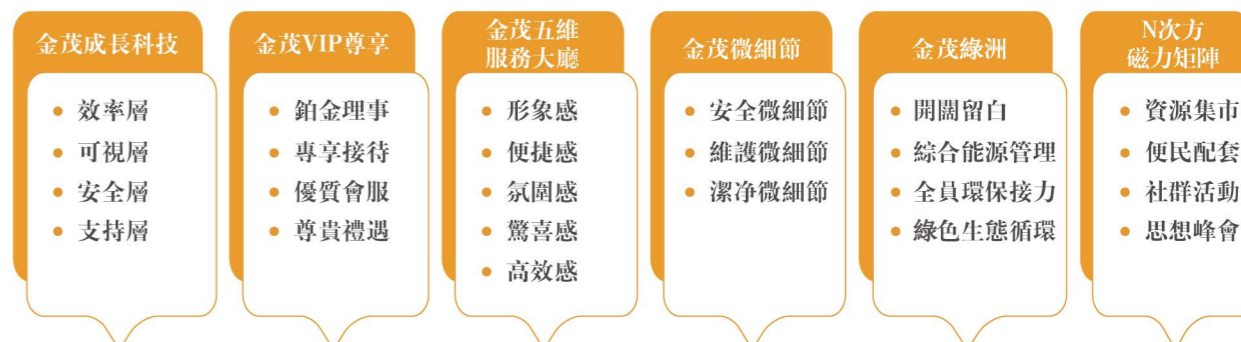 金茂成長科技
效率層
可視層
安全層
支持層
金茂VIP尊享
鉑金理事
專享接待
優質會服
尊貴禮遇
金茂五維
服務大廳
形象感
便捷感
氛圍感
驚喜感
高效感
金茂微細節
安全微細節
維護微細節
潔净微細節
金茂綠洲
開闊留白
綜合能源管理
全員環保接力
綠色生態循環
N次方
磁力矩陣
資源集市
便民配套
社群活動
思想峰會